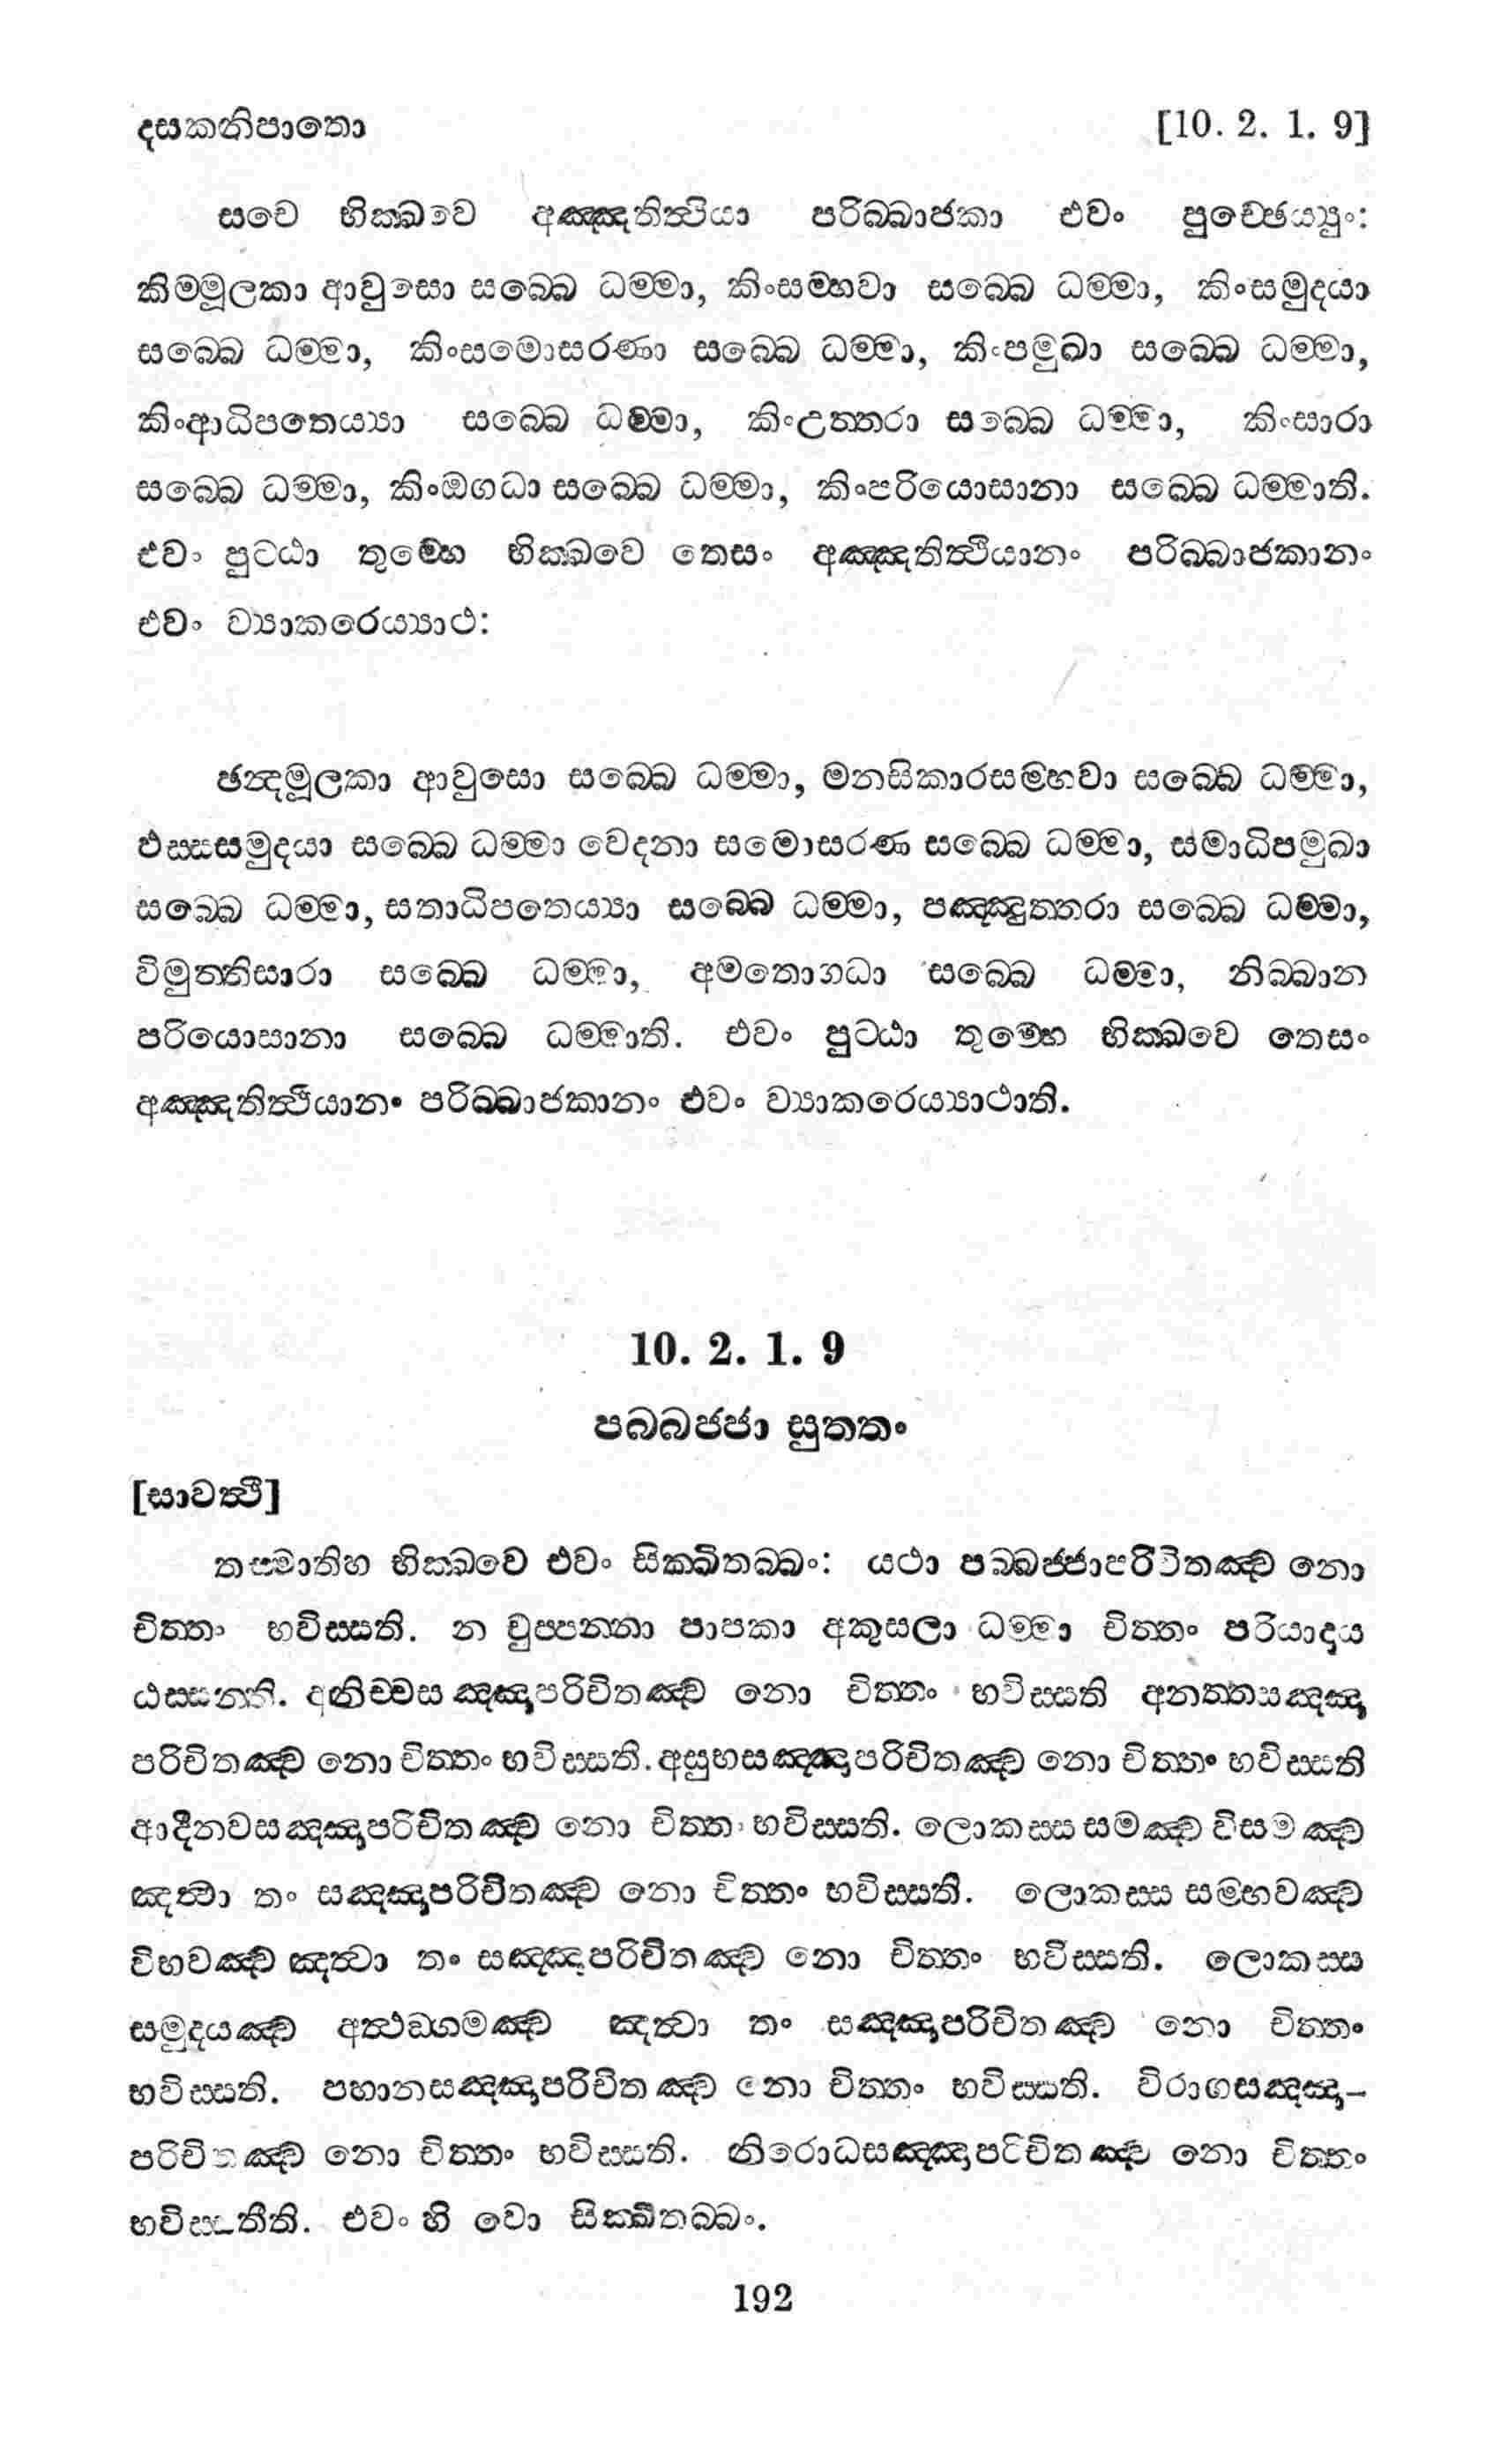 දසකනිපාතො [10. 2. 1. 9]
සචෙ භික්ඛවෙ අඤ්ඤතිත්ථියා පරිබ්බාජකා එවං පුච්ඡෙය්‍යුං:
කිම්මූලකා ආවුසො සබ්බෙ ධම්මා, කිංසම්භවා සබ්බෙ ධම්මා, කිංසමුදයා
සබ්බෙ ධම්මා, කිංසමොසරණා සබ්බෙ ධම්මා, කිංපමුඛා සබ්බෙ ධම්මා,
කිංආධිපතෙය්‍යා සබ්බෙ ධම්මා, කිංඋත්තරා සබ්බෙ ධම්මා, කිංසාරා
සබ්බෙ ධම්මා, කිංඔගධා සබ්බෙ ධම්මා, කිංපරියොසානා සබ්බෙ ධම්මාති.
එවං පුට්ඨා තුම්හෙ භික්ඛවෙ තෙසං අඤ්ඤතිත්ථියානං පරිබ්බාජකානං
එවං ව්‍යාකරෙය්‍යාථ:
ඡන්දමූලකා ආවුසො සබ්බෙ ධම්මා, මනසිකාරසම්භවා සබ්බෙ ධම්මා,
ඵස්සසමුදයා සබ්බෙ ධම්මා වෙදනා සමොසරණ සබ්බෙ ධම්මා, සමාධිපමුඛා
සබ්බෙ ධම්මා, සතාධිපතෙය්‍යා සබ්බෙ ධම්මා, පඤ්ඤුත්තරා සබ්බෙ ධම්මා,
විමුත්තිසාරා සබ්බෙ ධම්මා, අමතොගධා සබ්බෙ ධම්මා, නිබ්බාන
පරියොසානා සබ්බෙ ධම්මාති. එවං පුට්ඨා තුම්හෙ භික්ඛවෙ තෙසං
අඤ්ඤතිත්ථියානං පරිබ්බාජකානං එවං ව්‍යාකරෙය්‍යාථාති.
10. 2. 1. 9
පබ්බජ්ජා සුත්තං
[සාවත්ථි]
තස්මාතිහ භික්ඛවෙ එවං සික්ඛිතබ්බං: යථා පබ්බජ්ජාපරිචිතඤ්ච නො
චිත්තං භවිස්සති. න චුප්පන්නා පාපකා අකුසලා ධම්මා චිත්තං පරියාදාය
ඨස්සන්ති. අනිච්චසඤ්ඤාපරිචිතඤ්ච නො චිත්තං භවිස්සති අනත්තසඤ්ඤා
පරිචිතඤ්ච නො චිත්තං භවිස්සති. අසුභසඤ්ඤාපරිචිතඤ්ච නො චිත්තං භවිස්සති
ආදීනවසඤ්ඤාපරිචිතඤ්ච නො චිත්තං භවිස්සති. ලොකස්ස සමඤ්ච විසමඤ්ච
ඤත්වා තං සඤ්ඤාපරිචිතඤ්ච නො චිත්තං භවිස්සති. ලොකස්ස සම්භවඤ්ච
විභවඤ්ච ඤත්වා තං සඤ්ඤාපරිචිතඤ්ච නො චිත්තං භවිස්සති. ලොකස්ස
සමුදයඤ්ච අත්ථඞ්ගමඤ්ච ඤත්වා තං සඤ්ඤාපරිචිතඤ්ච නො චිත්තං
භවිස්සති. පහානසඤ්ඤාපරිචිතඤ්ච නො චිත්තං භවිස්සති. විරාගසඤ්ඤා-
පරිචිතඤ්ච නො චිත්තං භවිස්සති. නිරොධසඤ්ඤාපරිචිතඤ්ච නො චිත්තං
භවිස්සතීති. එවං හි වො සික්ඛිතබ්බං.
192